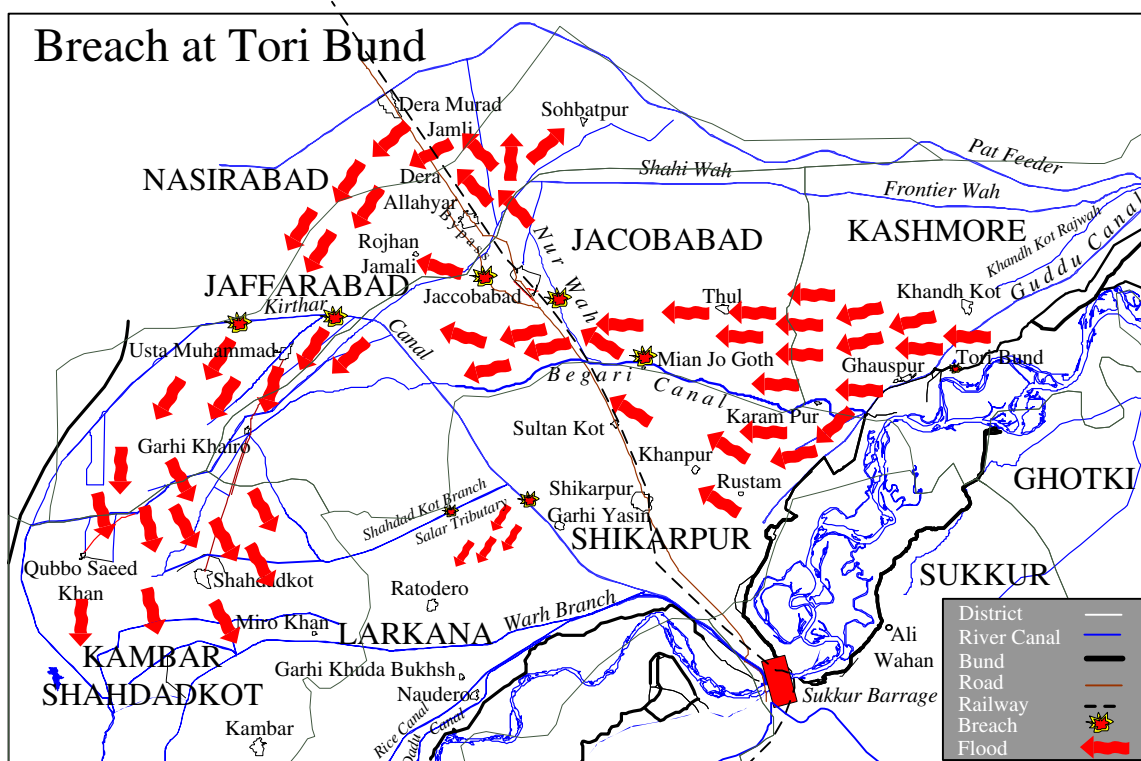 Breach at Tori Bund
Dera Murad
Jamli
Sohbatpur
Pat Feeder
Shahi Wah
NASIRABAD
Dera
Allahyar
Frontier Wah
Bypass
Nur Wah
JACOBABAD
KASHMORE
Khandh Kot Rajwah
Guddu Canal
Rojhan
Jamali
JAFFARABAD
Jaccobabad
Thul
Khandh Kot
Kirthar
Canal
Usta Muhammad
Mian Jo Goth
Ghauspur
Tori Bund
Begari Canal
Karam Pur
Sultan Kot
Garhi Khairo
Khanpur
Rustam
GHOTKI
Shahdad Kot Branch
Salar Tributary
Shikarpur
Garhi Yasin
SHIKARPUR
Qubbo Saeed
Khan
Shahdadkot
Ratodero
SUKKUR
Miro Khan
LARKANA
Warh Branch
Ali
Wahan
KAMBAR
SHAHDADKOT
Garhi Khuda Bukhsh
Naudero
Sukkur Barrage
Kambar
Rice Canal
Dadu Canal
District
River Canal
Bund
Road
Railway
Breach
Flood